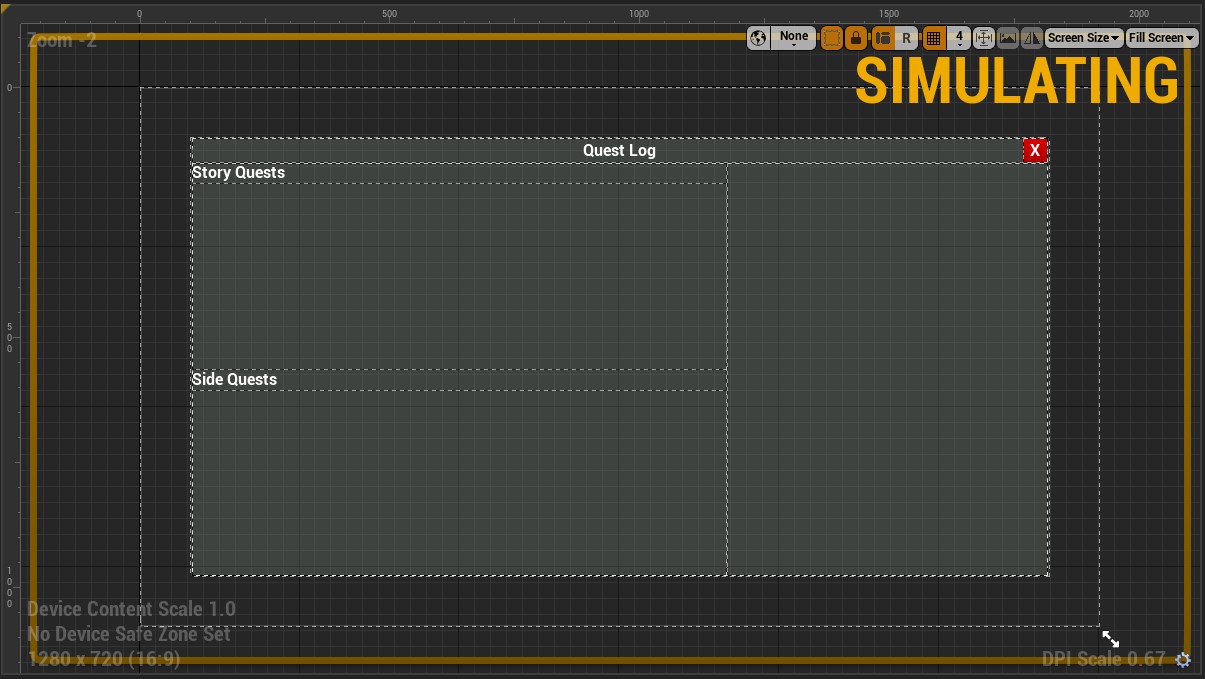 0 500 1000 1500 2000
Zoom -2
None R 4 Screen Size Fill Screen
SIMULATING
0
Quest Log X
Story Quests
500
Side Quests
1000
Device Content Scale 1.0
No Device Safe Zone Set
1280 x 720 (16:9)
DPI Scale 0.67